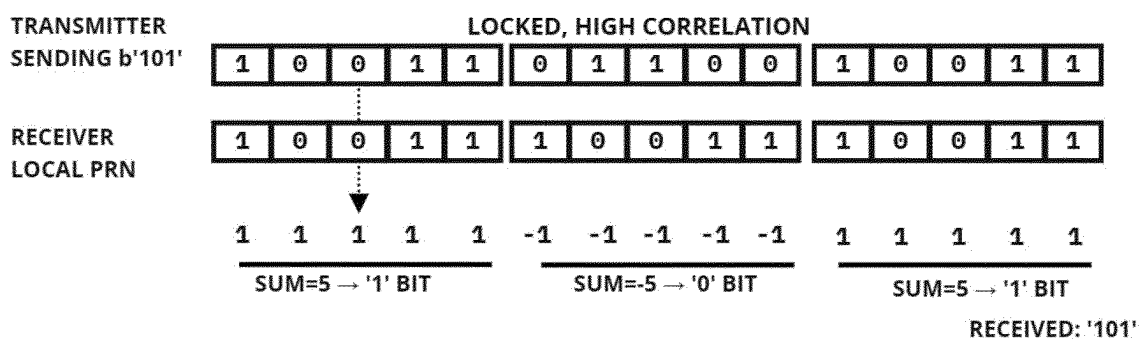 TRANSMITTER
SENDING b'101'
LOCKED, HIGH CORRELATION
1 0 0 1 1 0 1 1 0 0 1 0 0 1 1
RECEIVER
LOCAL PRN
1 0 0 1 1 1 0 0 1 1 1 0 0 1 1
1 1 1 1 1 -1 -1 -1 -1 -1 1 1 1 1 1
SUM=5 → '1' BIT
SUM=-5 → '0' BIT
SUM=5 → '1' BIT
RECEIVED: '101'